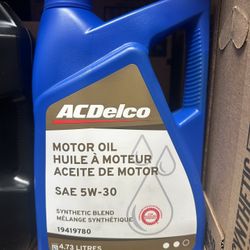 ACDelco
MOTOR OIL
HUILE À MOTEUR
ACEITE DE MOTOR
SAE 5W-30
SYNTHETIC BLEND
MÉLANGE SYNTHÉTIQUE
19419780
4.73 LITRES